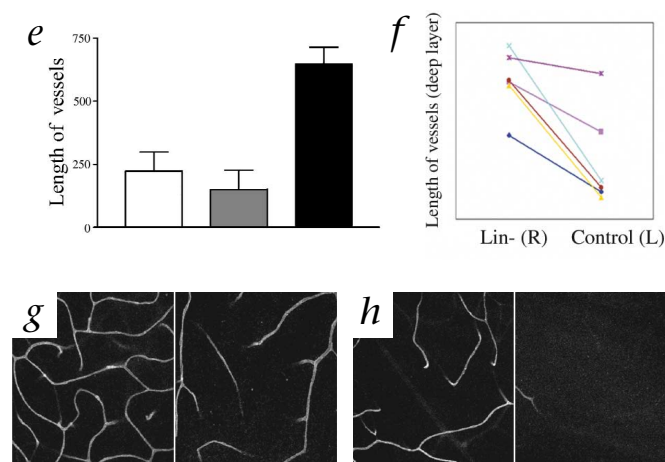 e
750
500
250
0
Length of vessels
f
Length of vessels (deep layer)
Lin- (R) Control (L)
g
h